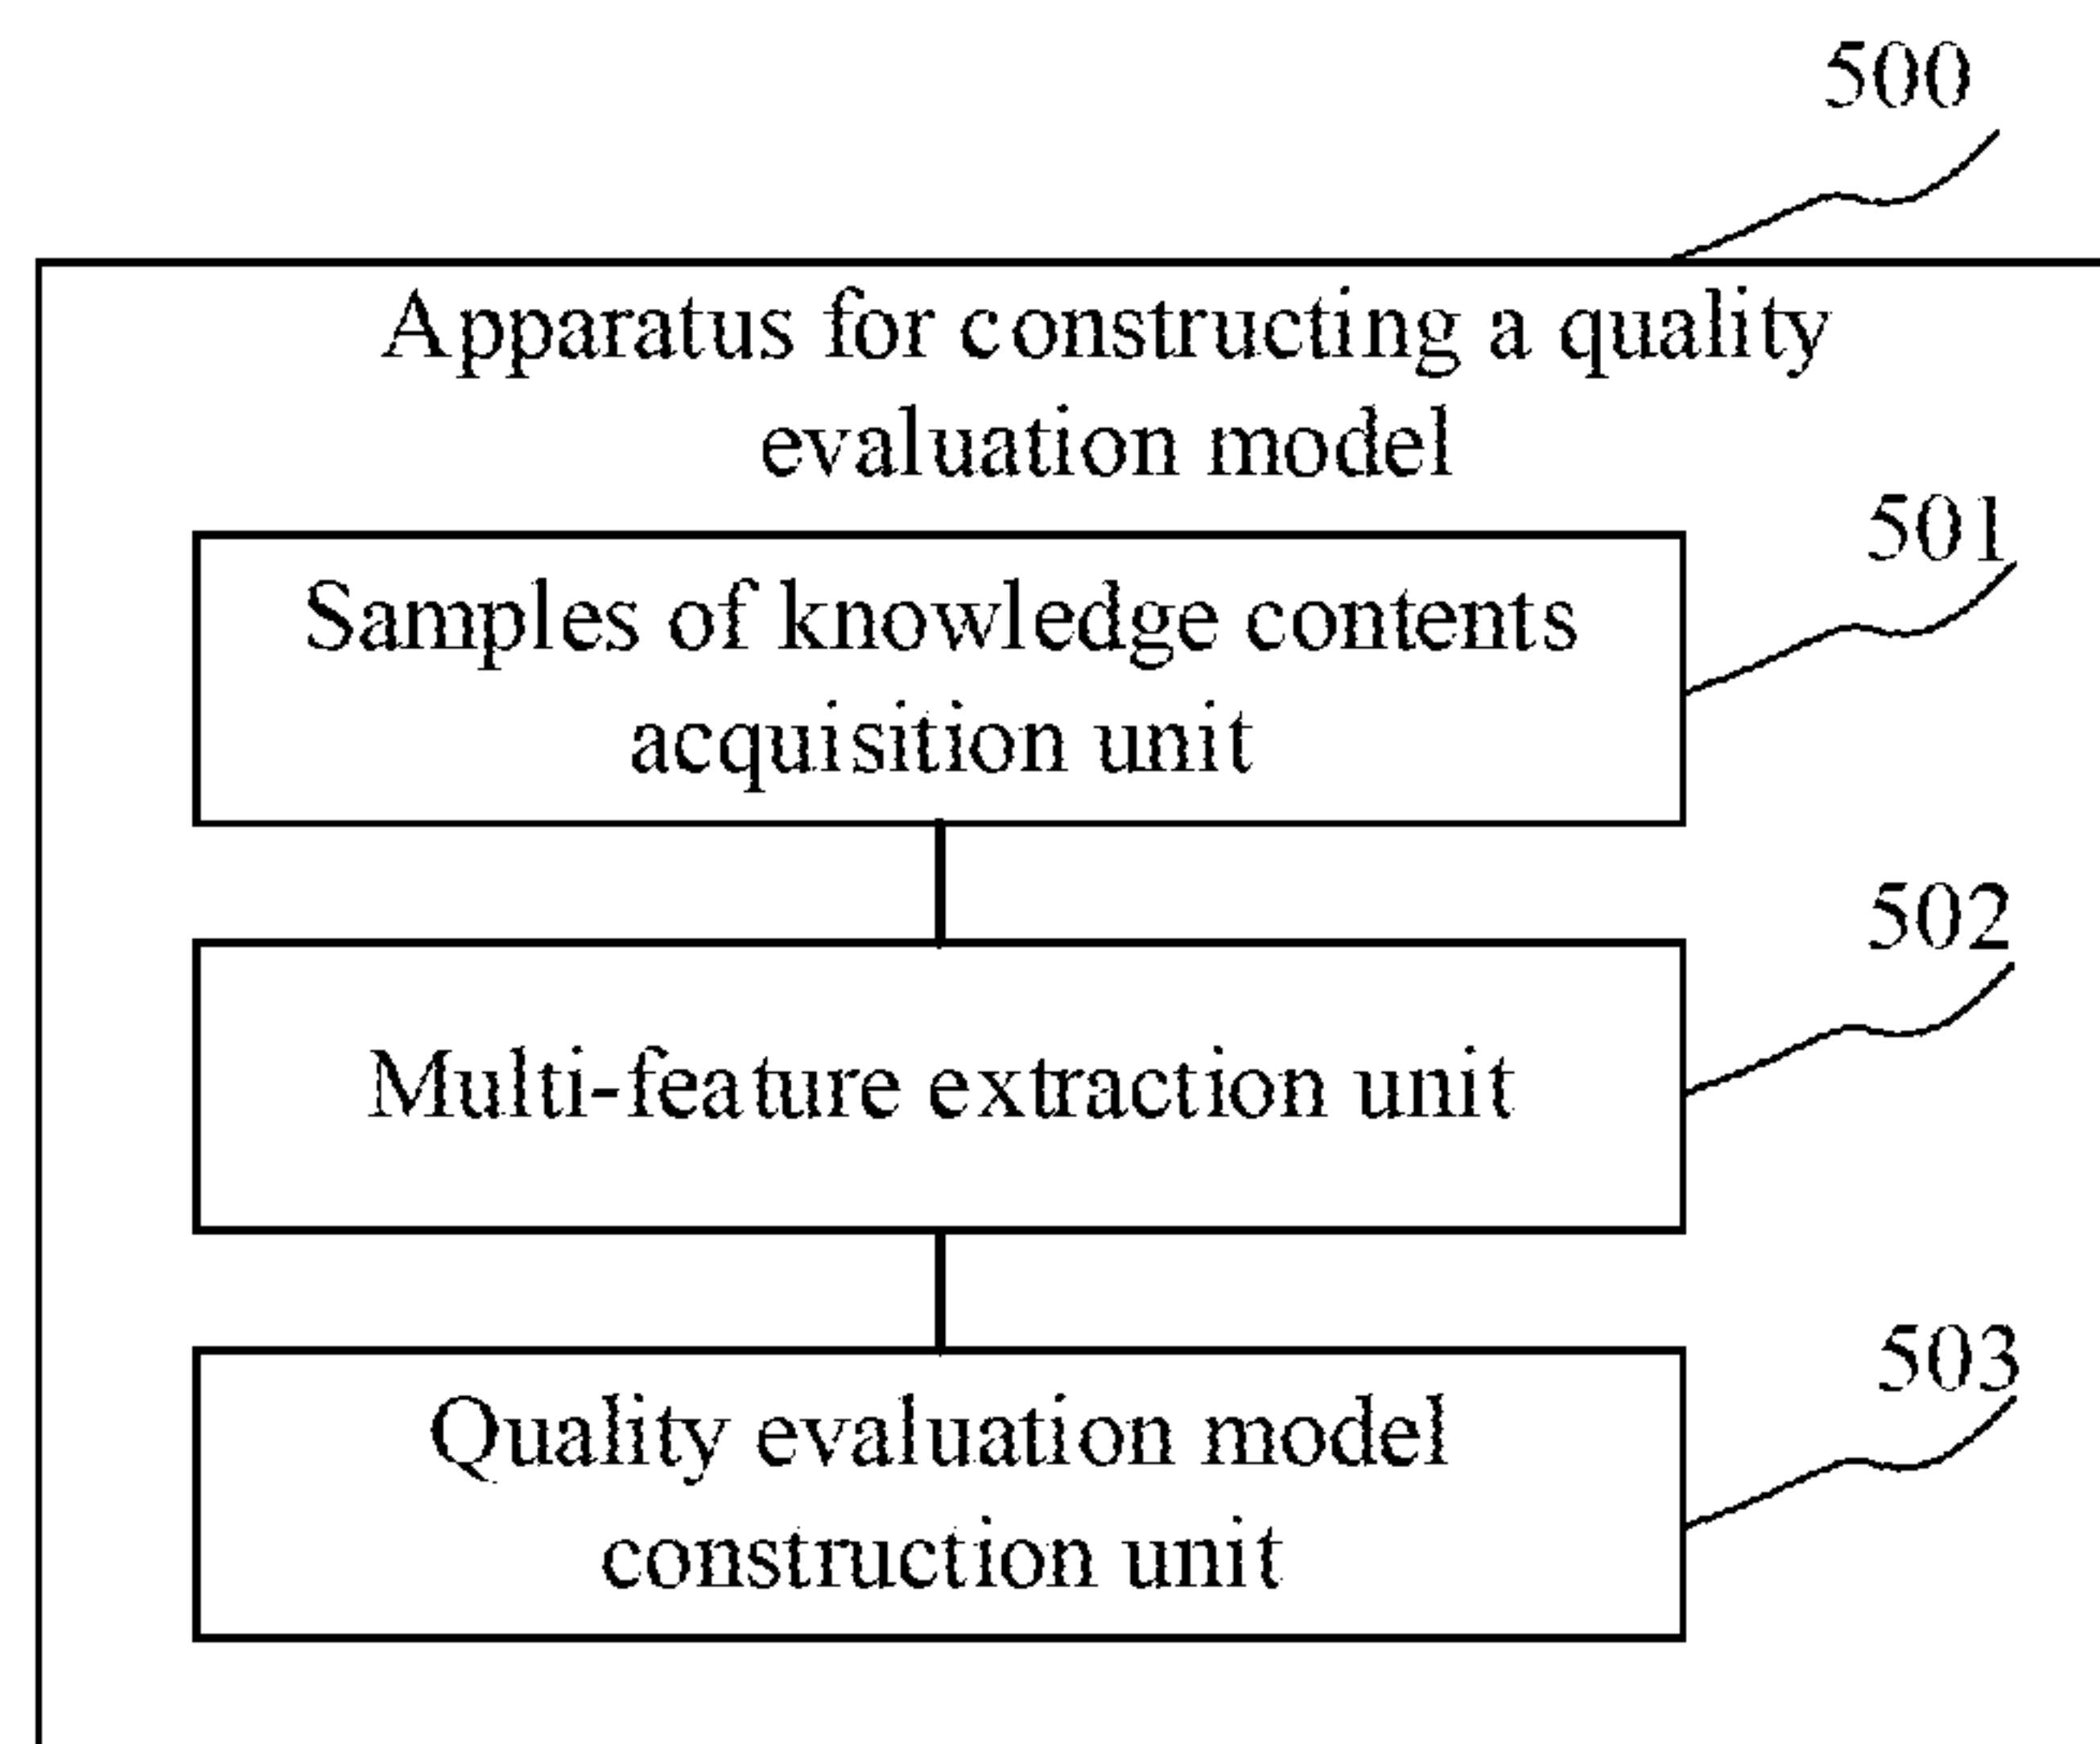 500
Apparatus for constructing a quality
evaluation model
501
Samples of knowledge contents
acquisition unit
502
Multi-feature extraction unit
503
Quality evaluation model
construction unit